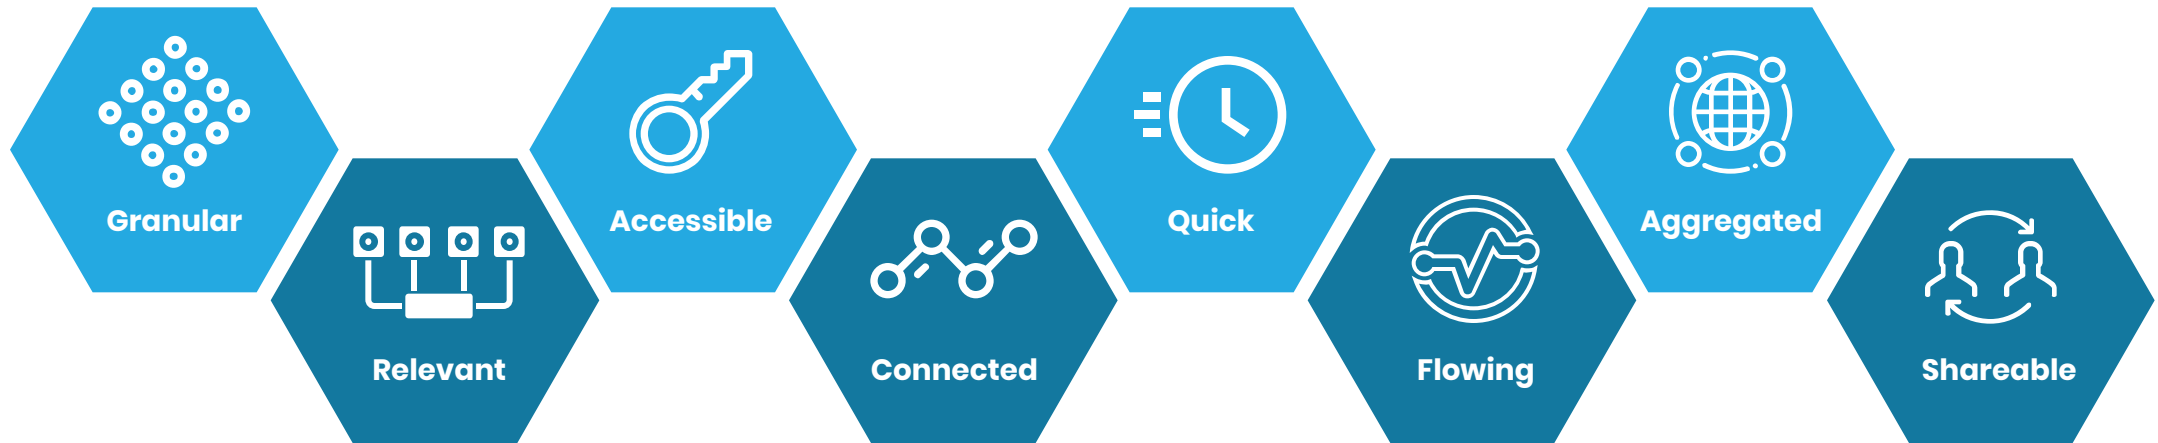 Granular
Relevant
Accessible
Connected
Quick
Flowing
Aggregated
Shareable